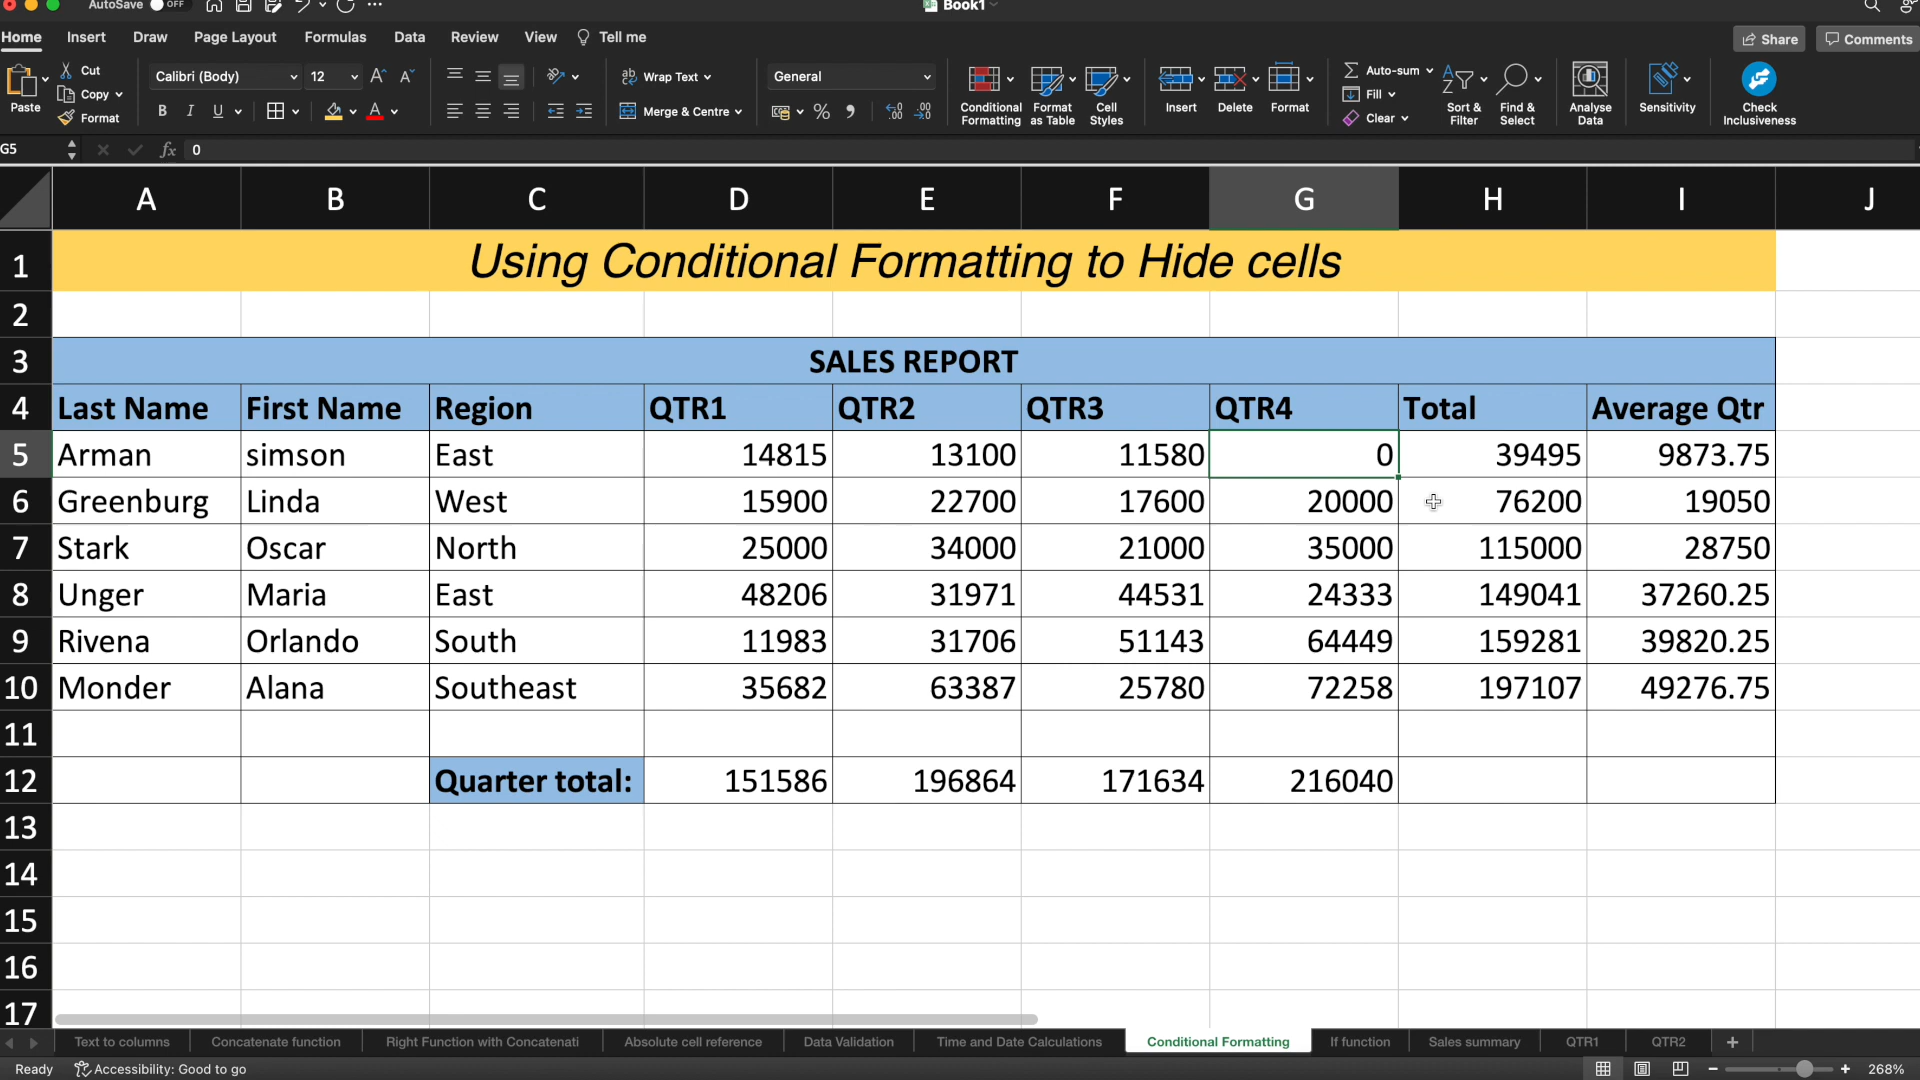 AutoSave OFF Book1
Home Insert Draw Page Layout Formulas Data Review View Tell me Share Comments
Paste Cut Copy Format
Calibri (Body) 12
B I U A
ab Wrap Text
Merge & Centre
General
% 9 .00
Conditional Formatting
Format as Table
Cell Styles
Insert Delete Format
Auto-sum
Fill
Clear
Sort & Filter
Find & Select
Analyse Data
Sensitivity
Check Inclusiveness
G5 fx 0
A B C D E F G H I J
1 Using Conditional Formatting to Hide cells
2
3 SALES REPORT
4 Last Name First Name Region QTR1 QTR2 QTR3 QTR4 Total Average Qtr
5 Arman simson East 14815 13100 11580 0 39495 9873.75
6 Greenburg Linda West 15900 22700 17600 20000 76200 19050
7 Stark Oscar North 25000 34000 21000 35000 115000 28750
8 Unger Maria East 48206 31971 44531 24333 149041 37260.25
9 Rivena Orlando South 11983 31706 51143 64449 159281 39820.25
10 Monder Alana Southeast 35682 63387 25780 72258 197107 49276.75
11
12 Quarter total: 151586 196864 171634 216040
13
14
15
16
17
Text to columns Concatenate function Right Function with Concatenati Absolute cell reference Data Validation Time and Date Calculations Conditional Formatting If function Sales summary QTR1 QTR2 +
Ready Accessibility: Good to go 268%